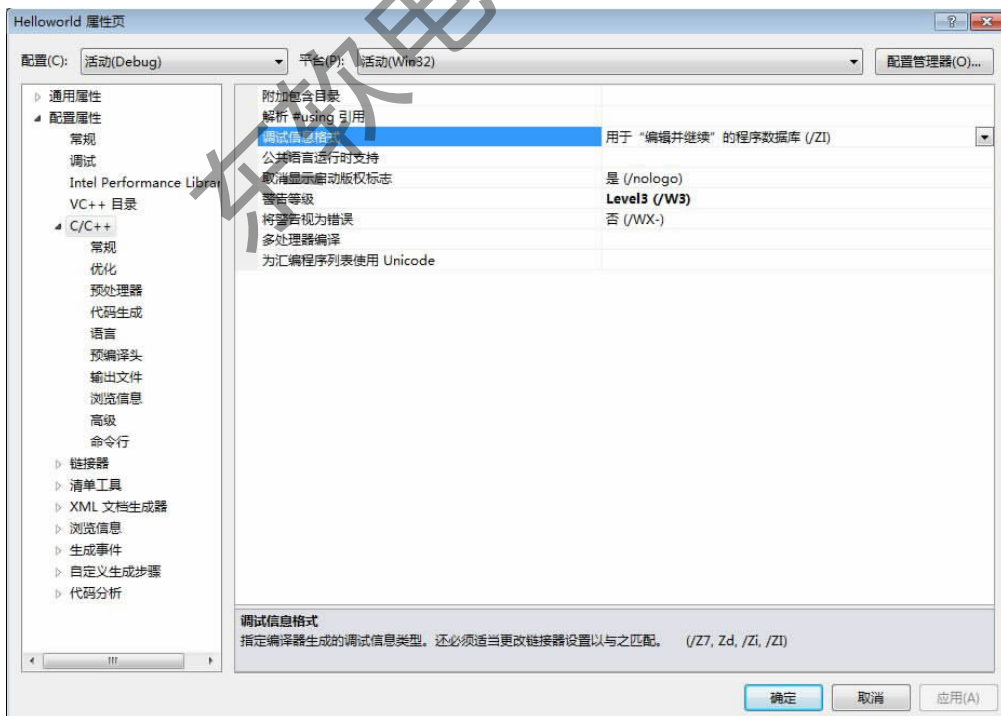 Helloworld 属性页
配置(C): 活动(Debug) 平台(P): 活动(Win32) 配置管理器(O)...
通用属性
配置属性
常规
调试
Intel Performance Librar
VC++ 目录
C/C++
常规
优化
预处理器
代码生成
语言
预编译头
输出文件
浏览信息
高级
命令行
链接器
清单工具
XML 文档生成器
浏览信息
生成事件
自定义生成步骤
代码分析
附加包含目录
解析 #using 引用
调试信息格式 用于“编辑并继续”的程序数据库 (/ZI)
公共语言运行时支持
取消显示启动版权标志 是 (/nologo)
警告等级 Level3 (/W3)
将警告视为错误 否 (/WX-)
多处理器编译
为汇编程序列表使用 Unicode
调试信息格式
指定编译器生成的调试信息类型。还必须适当更改链接器设置以与之匹配。 (/Z7, Zd, /Zi, /ZI)
确定 取消 应用(A)
东软电